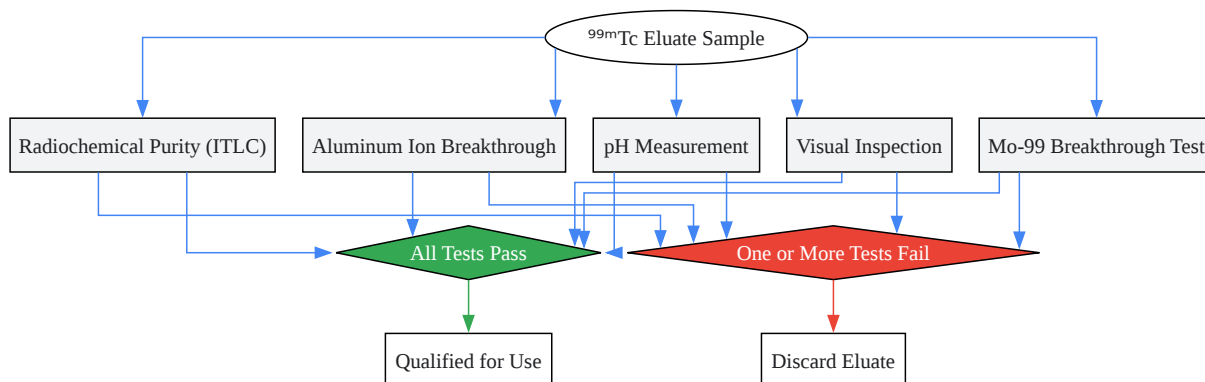 ⁹⁹ᵐTc Eluate Sample
Radiochemical Purity (ITLC)
Aluminum Ion Breakthrough
pH Measurement
Visual Inspection
Mo-99 Breakthrough Test
All Tests Pass
One or More Tests Fail
Qualified for Use
Discard Eluate